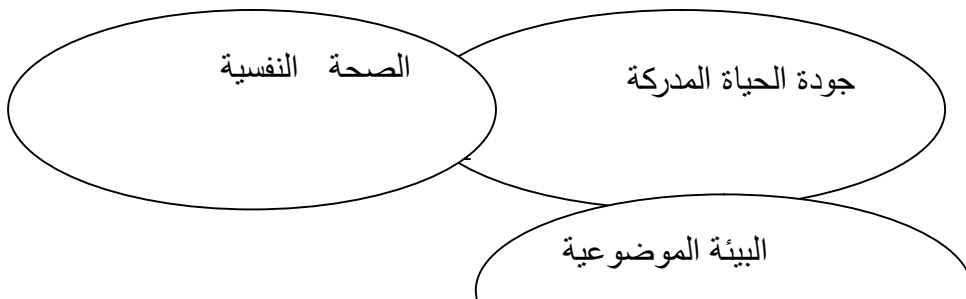 الصحة النفسية
جودة الحياة المدركة
البيئة الموضوعية